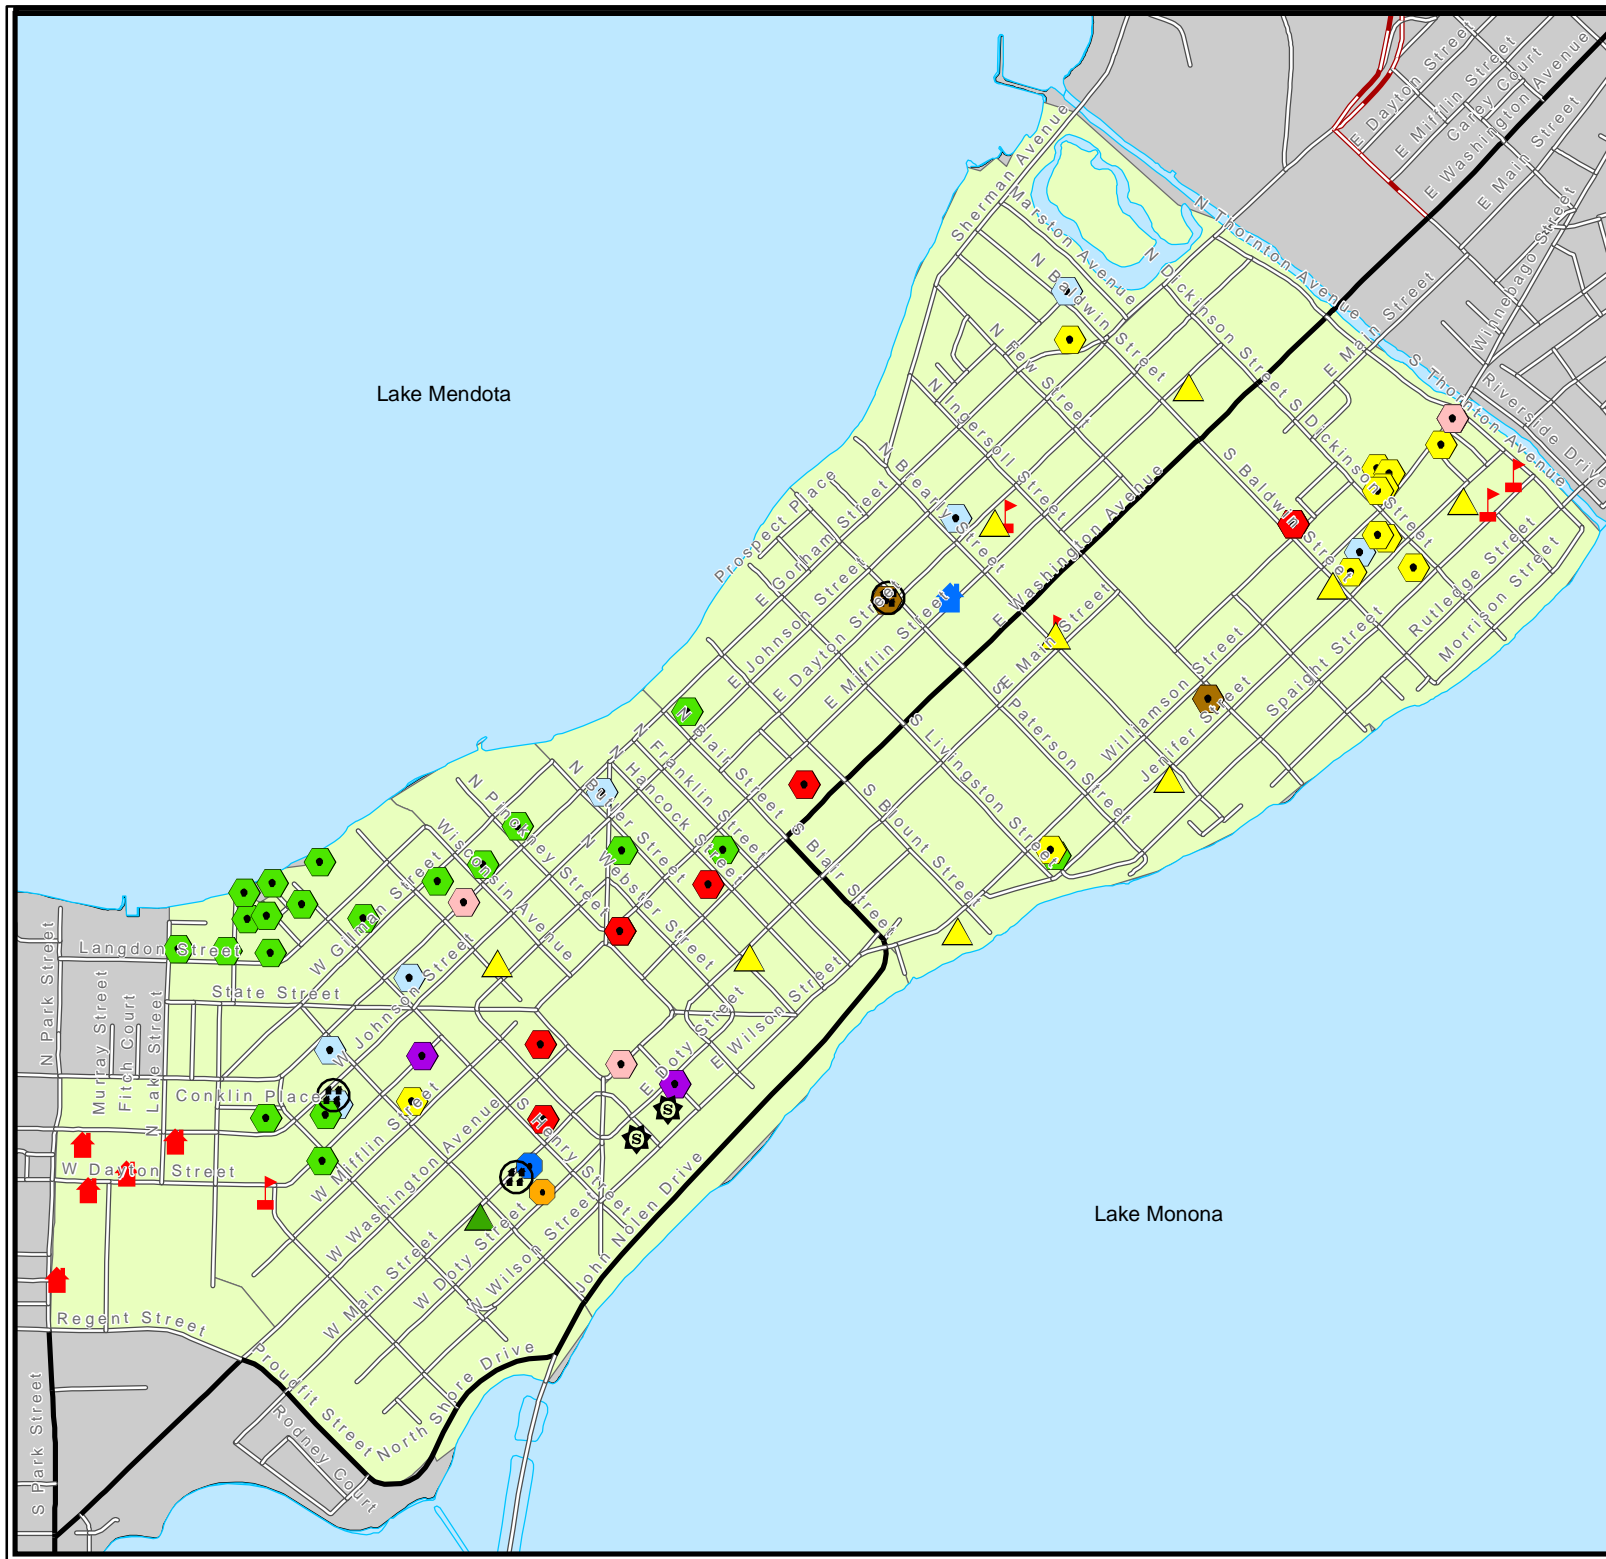 E Dayton Street
E Mifflin Street
Carey Court
E Washington Avenue
E Main Street
Sherman Avenue
Marston Avenue
N Thornton Avenue
N Dickinson Street
N Baldwin Street
Winnebago Street
E Main Street
S Thornton Avenue
Riverside Drive
Lake Mendota
N Few Street
N Ingersoll Street
N Brearly Street
S Dickinson Street
S Baldwin Street
Prospect Place
E Gorham Street
E Washington Avenue
E Johnson Street
E Dayton Street
E Mifflin Street
E Main Street
Rutledge Street
Morrison Street
Spaight Street
Williamson Street
Jenifer Street
S Paterson Street
S Livingston Street
S Blount Street
S Blair Street
N Blair Street
N Franklin Street
N Hancock Street
N Butler Street
N Webster Street
N Pinckney Street
Wisconsin Avenue
W Gilman Street
W Johnson Street
Langdon Street
State Street
N Park Street
Murray Street
Fitch Court
N Lake Street
Conklin Place
W Dayton Street
W Mifflin Street
W Washington Avenue
S Henry Street
E Doty Street
E Wilson Street
W Main Street
W Doty Street
W Wilson Street
John Nolen Drive
Lake Monona
Regent Street
Proudfit Street
North Shore Drive
Rodney Court
S Park Street
S
S